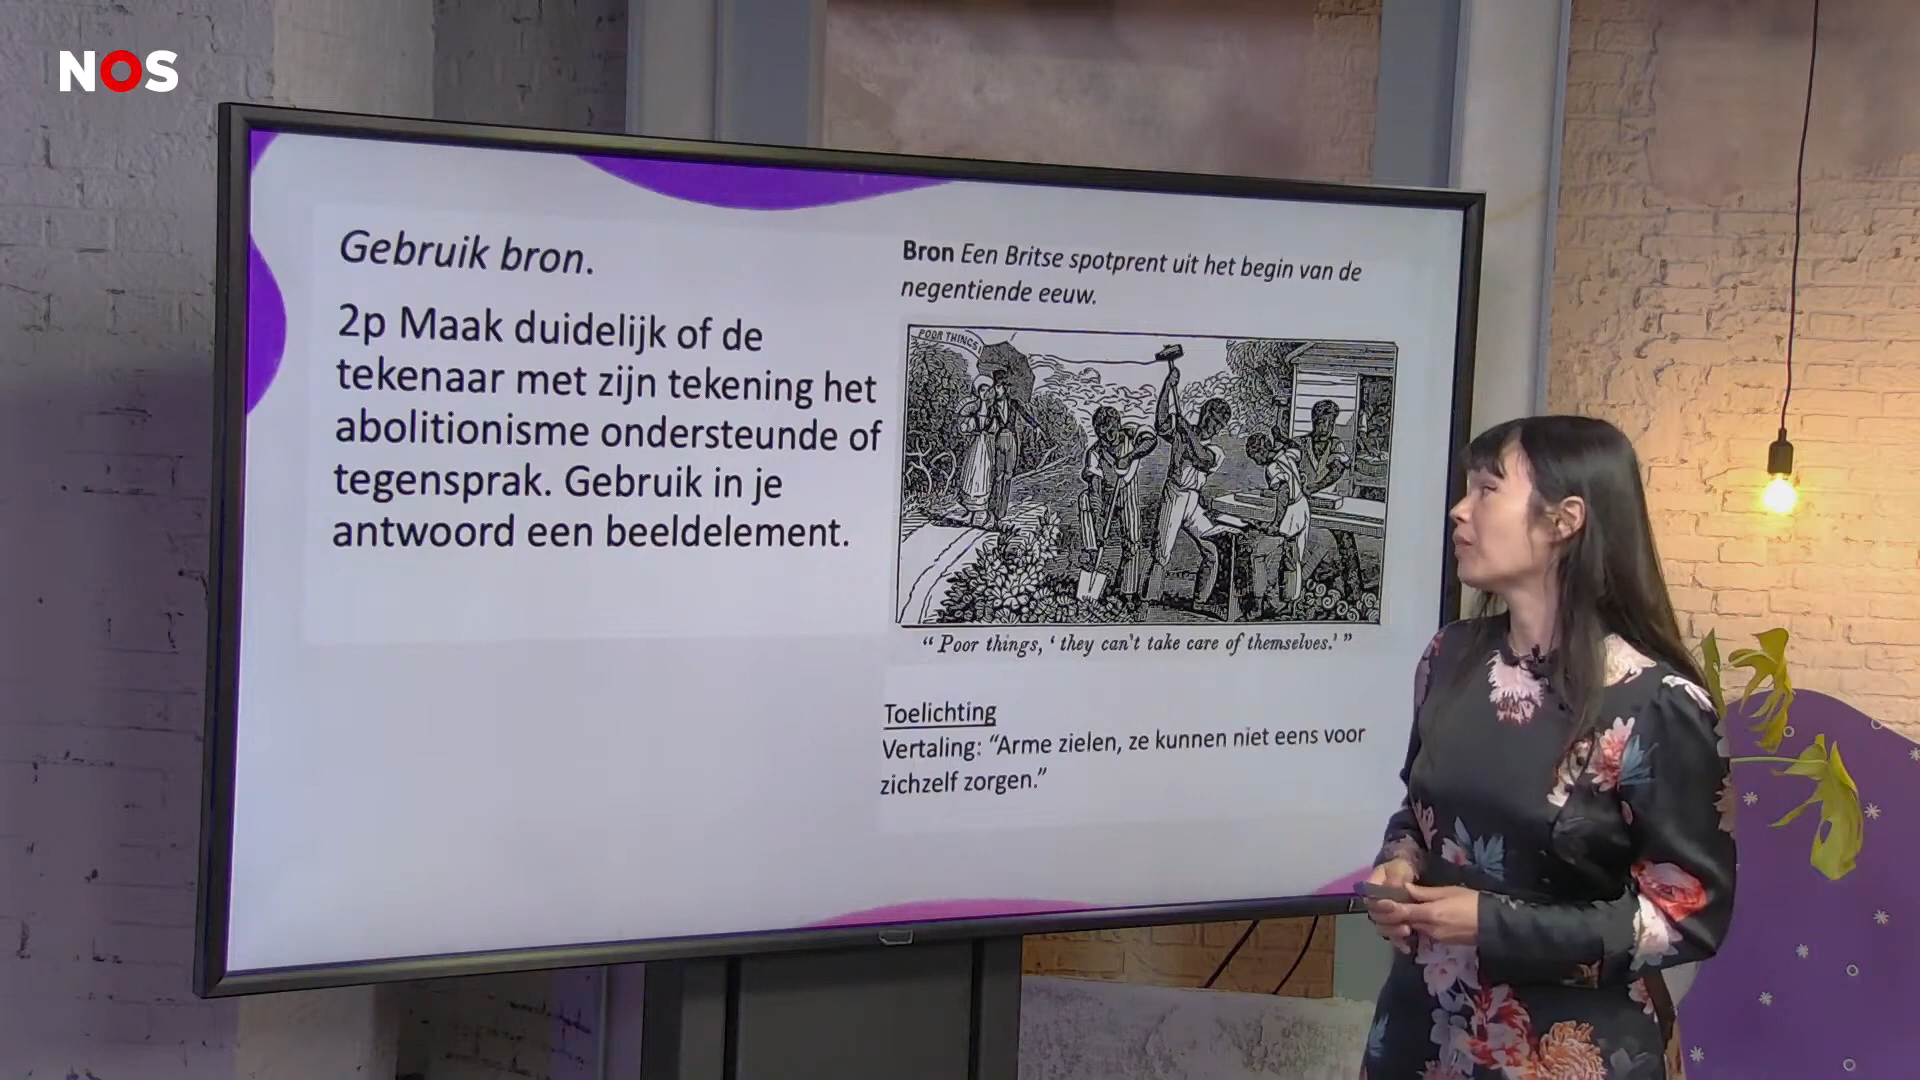 NOS
Gebruik bron.
2p Maak duidelijk of de
tekenaar met zijn tekening het
abolitionisme ondersteunde of
tegensprak. Gebruik in je
antwoord een beeldelement.
Bron Een Britse spotprent uit het begin van de
negentiende eeuw.
POOR THINGS
“ Poor things, ‘ they can’t take care of themselves.’ ”
Toelichting
Vertaling: “Arme zielen, ze kunnen niet eens voor
zichzelf zorgen.”